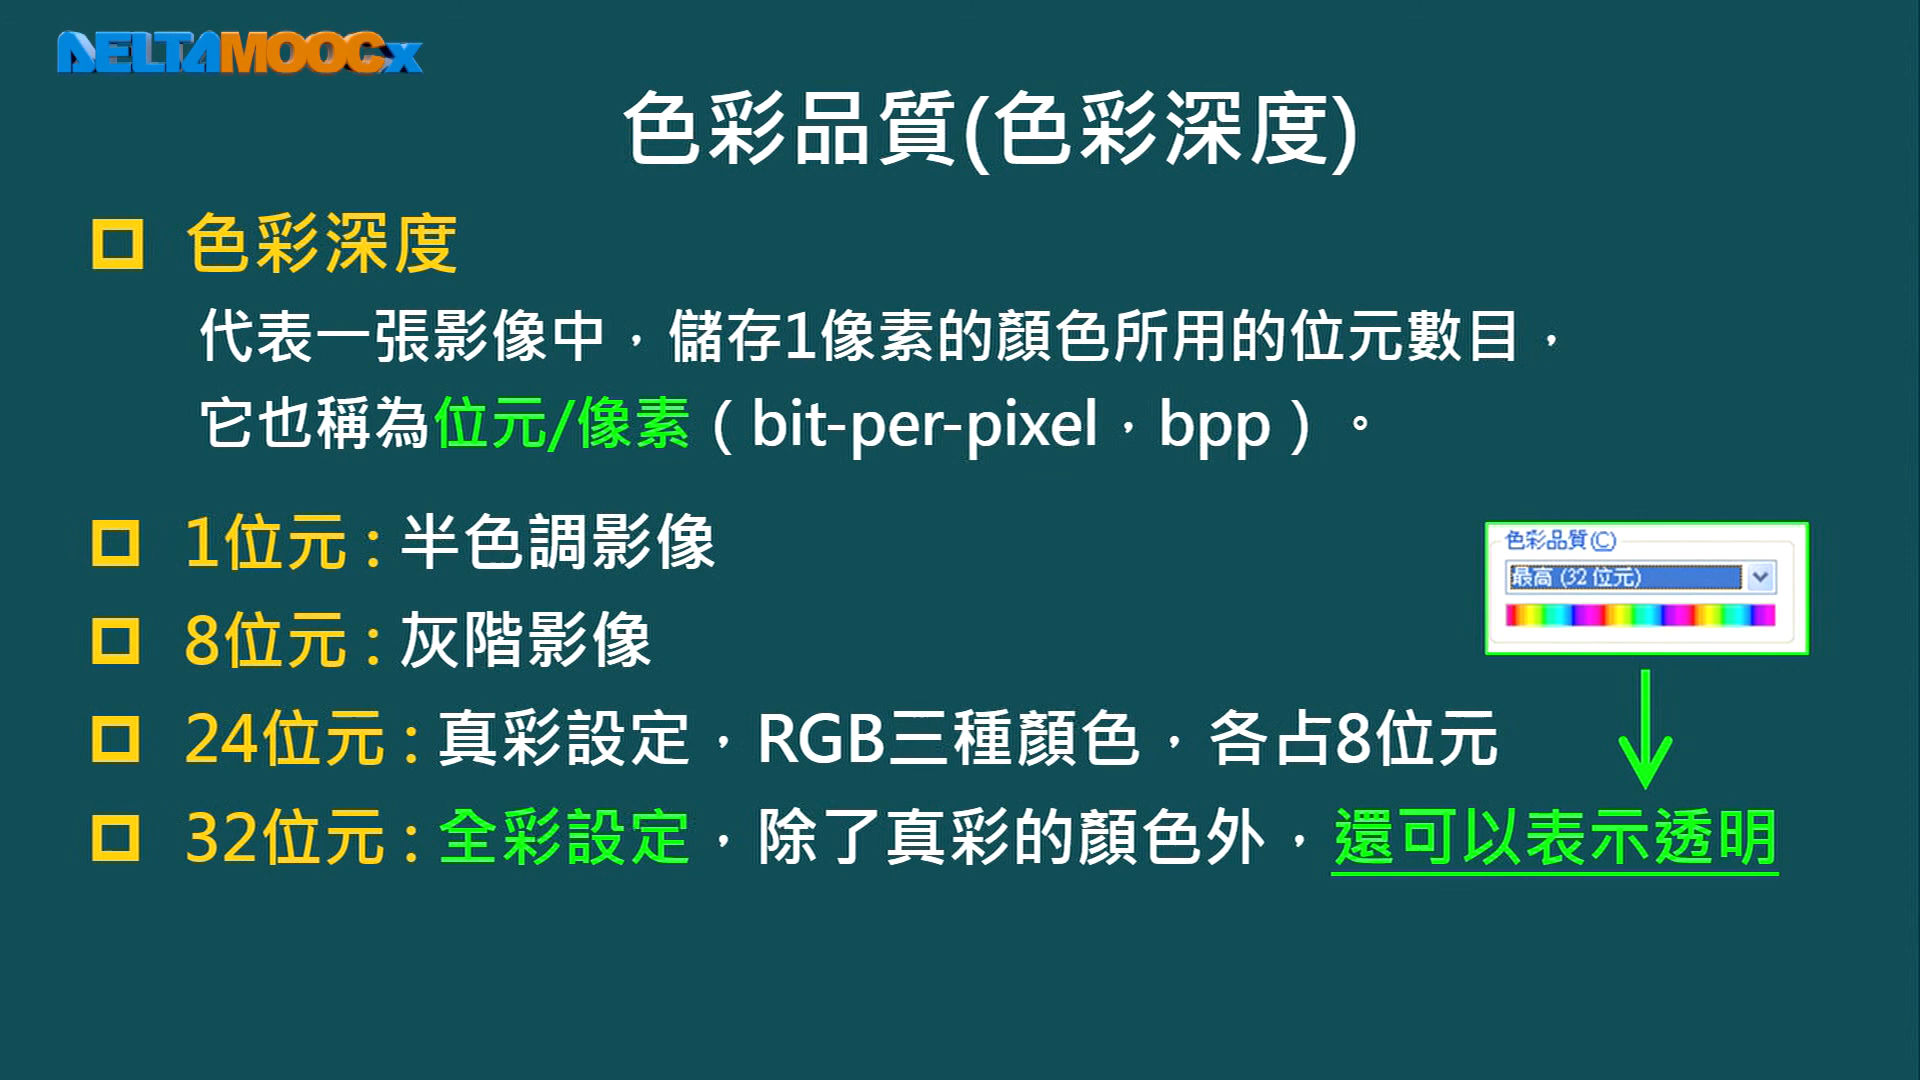 DELTAMOOCx
色彩品質(色彩深度)
色彩深度
代表一張影像中，儲存1像素的顏色所用的位元數目，
它也稱為位元/像素（bit-per-pixel，bpp）。
1位元：半色調影像
色彩品質(C)
最高 (32 位元)
8位元：灰階影像
24位元：真彩設定，RGB三種顏色，各占8位元
32位元：全彩設定，除了真彩的顏色外，還可以表示透明